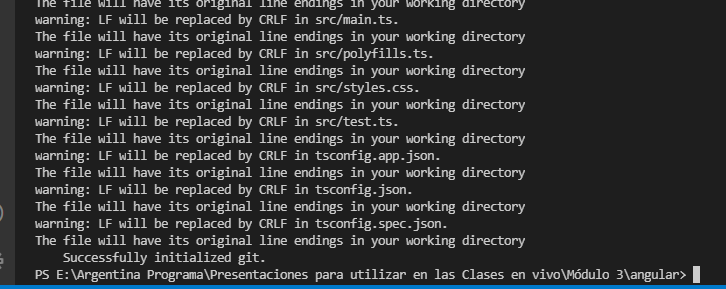 The file will have its original line endings in your working directory
warning: LF will be replaced by CRLF in src/main.ts.
The file will have its original line endings in your working directory
warning: LF will be replaced by CRLF in src/polyfills.ts.
The file will have its original line endings in your working directory
warning: LF will be replaced by CRLF in src/styles.css.
The file will have its original line endings in your working directory
warning: LF will be replaced by CRLF in src/test.ts.
The file will have its original line endings in your working directory
warning: LF will be replaced by CRLF in tsconfig.app.json.
The file will have its original line endings in your working directory
warning: LF will be replaced by CRLF in tsconfig.json.
The file will have its original line endings in your working directory
warning: LF will be replaced by CRLF in tsconfig.spec.json.
The file will have its original line endings in your working directory
    Successfully initialized git.
PS E:\Argentina Programa\Presentaciones para utilizar en las Clases en vivo\Módulo 3\angular>